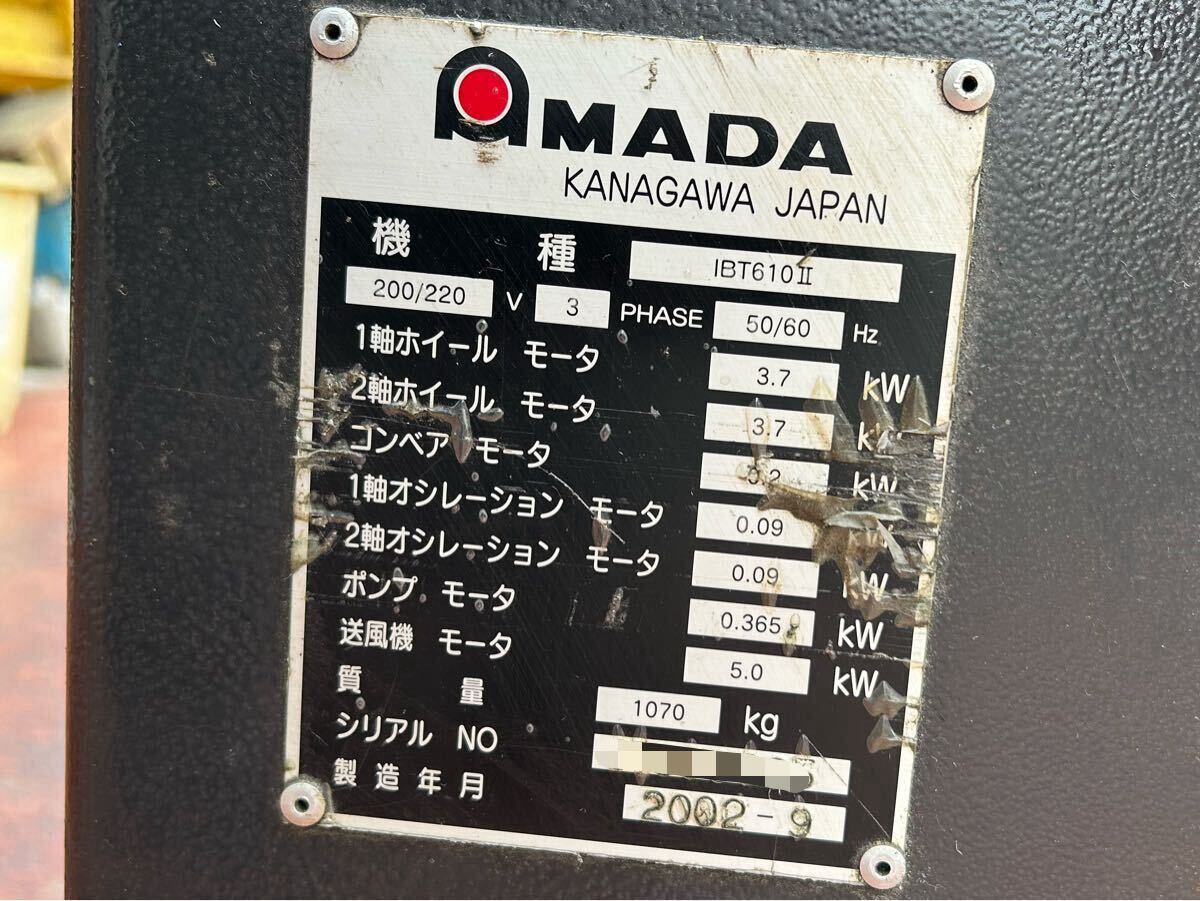 AMADA
KANAGAWA JAPAN
機 種 IBT610Ⅱ
200/220 V 3 PHASE 50/60 Hz
1軸ホイール モータ 3.7 kW
2軸ホイール モータ 3.7
コンベア モータ 0.2 kW
1軸オシレーション モータ 0.09
2軸オシレーション モータ 0.09 kW
ポンプ モータ 0.365 kW
送風機 モータ 5.0 kW
質 量 1070 kg
シリアル NO
製造年月 2002-9